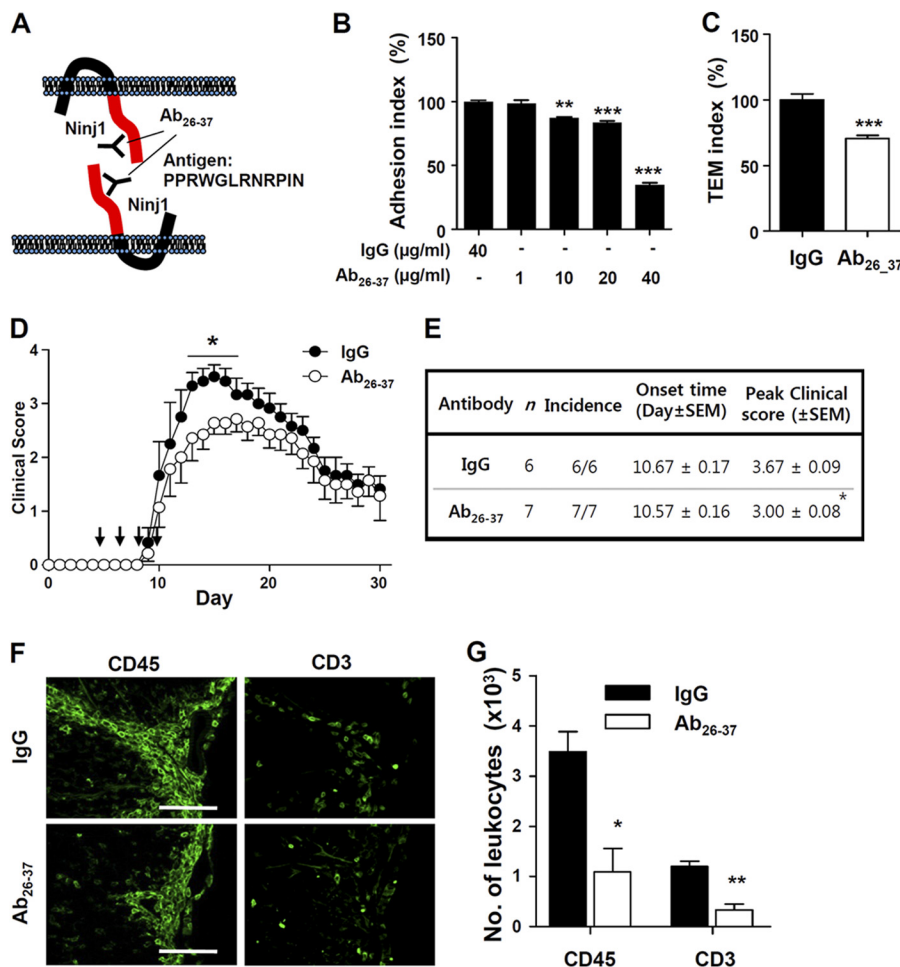 A
Ninj1
Ab26-37
Antigen:
PPRWGLRNRPIN
Ninj1
B
Adhesion index (%)
150
100
50
0
IgG (µg/ml) 40 - - - -
Ab26-37 (µg/ml) - 1 10 20 40
** *** ***
C
TEM index (%)
150
100
50
0
***
IgG Ab26_37
D
Clinical Score
4
3
2
1
0
*
IgG
Ab26-37
0 10 20 30
Day
E
Antibody n Incidence Onset time (Day±SEM) Peak Clinical score (±SEM)
IgG 6 6/6 10.67 ± 0.17 3.67 ± 0.09
Ab26-37 7 7/7 10.57 ± 0.16 3.00 ± 0.08*
F
CD45 CD3
IgG
Ab26-37
G
No. of leukocytes (x10³)
4
3
2
1
0
IgG
Ab26-37
* **
CD45 CD3